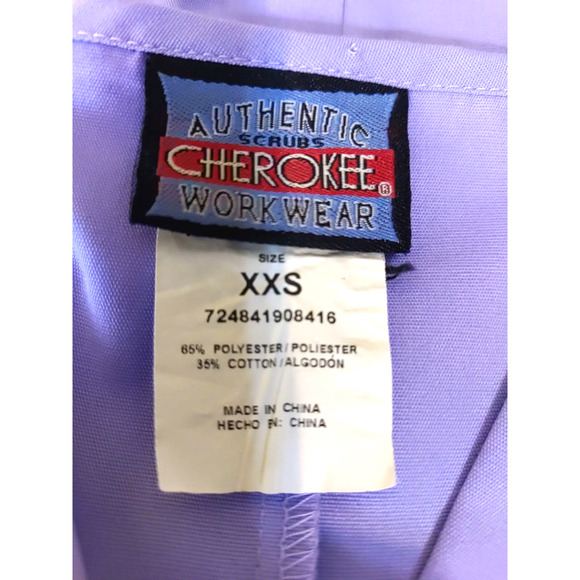 AUTHENTIC
SCRUBS
CHEROKEE®
WORKWEAR
SIZE
XXS
724841908416
65% POLYESTER/POLIESTER
35% COTTON/ALGODÓN
MADE IN CHINA
HECHO EN: CHINA